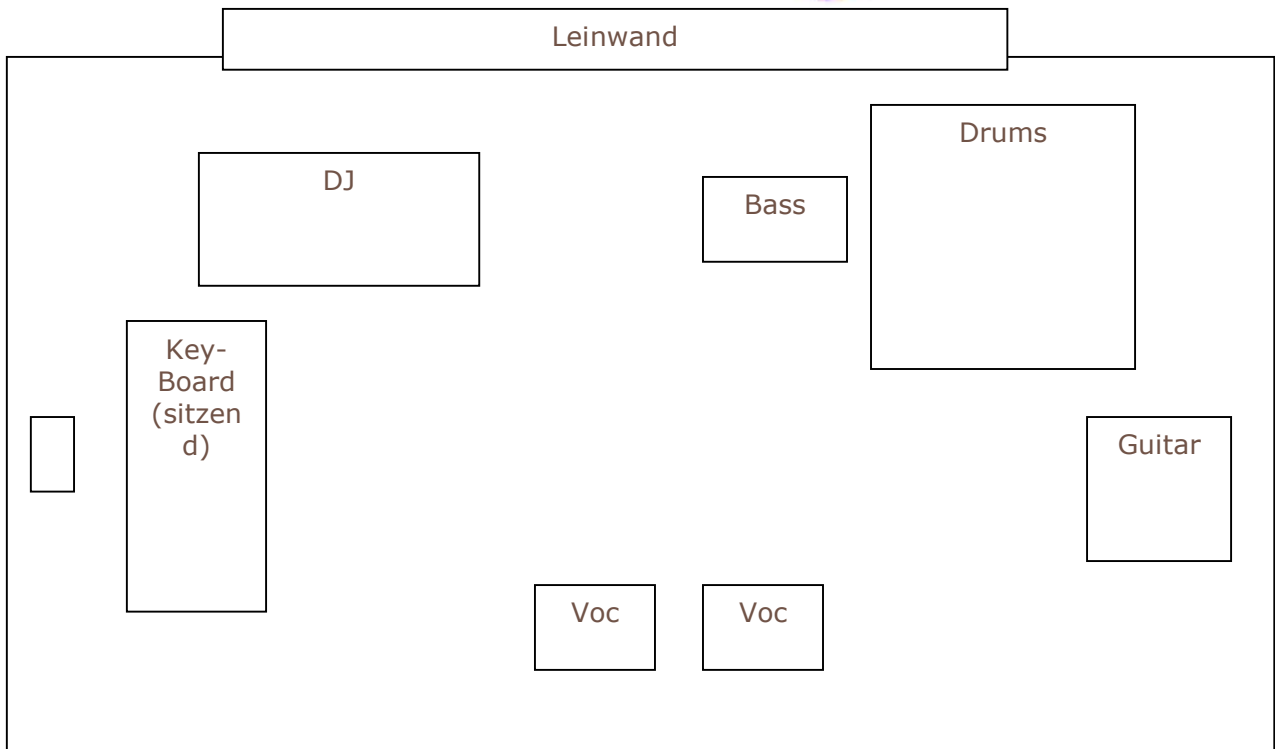 Leinwand
Drums
DJ
Bass
Key-
Board
(sitzen
d)
Guitar
Voc
Voc